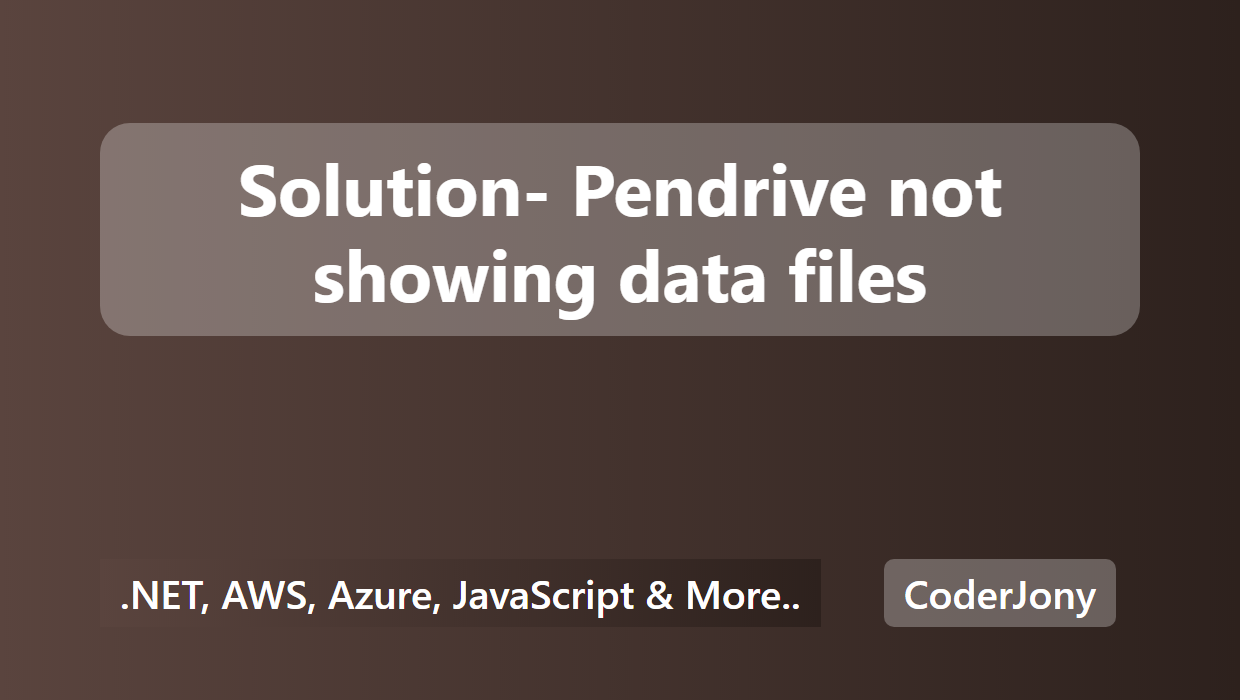 Solution- Pendrive not
showing data files
.NET, AWS, Azure, JavaScript & More..
CoderJony